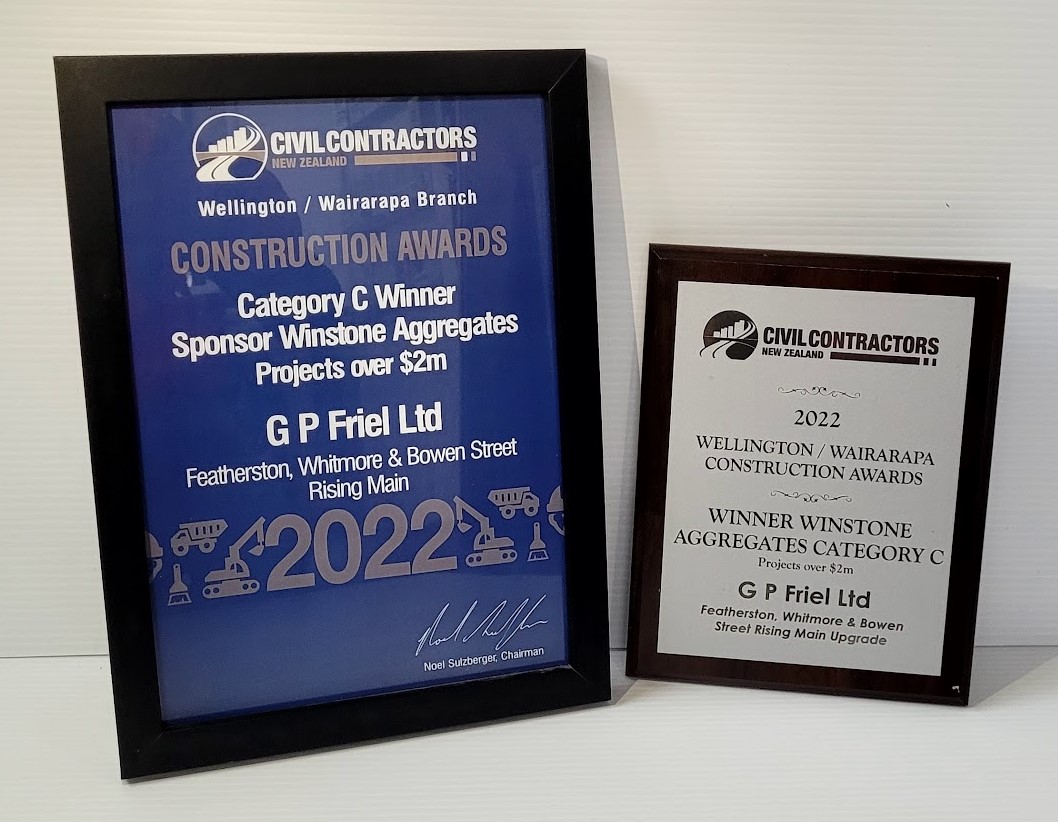 CIVIL CONTRACTORS
NEW ZEALAND
Wellington / Wairarapa Branch
CONSTRUCTION AWARDS
Category C Winner
Sponsor Winstone Aggregates
Projects over $2m
G P Friel Ltd
Featherston, Whitmore & Bowen Street
Rising Main
2022
Noel Sulzberger, Chairman
CIVIL CONTRACTORS
NEW ZEALAND
2022
WELLINGTON / WAIRARAPA
CONSTRUCTION AWARDS
WINNER WINSTONE
AGGREGATES CATEGORY C
Projects over $2m
G P Friel Ltd
Featherston, Whitmore & Bowen
Street Rising Main Upgrade